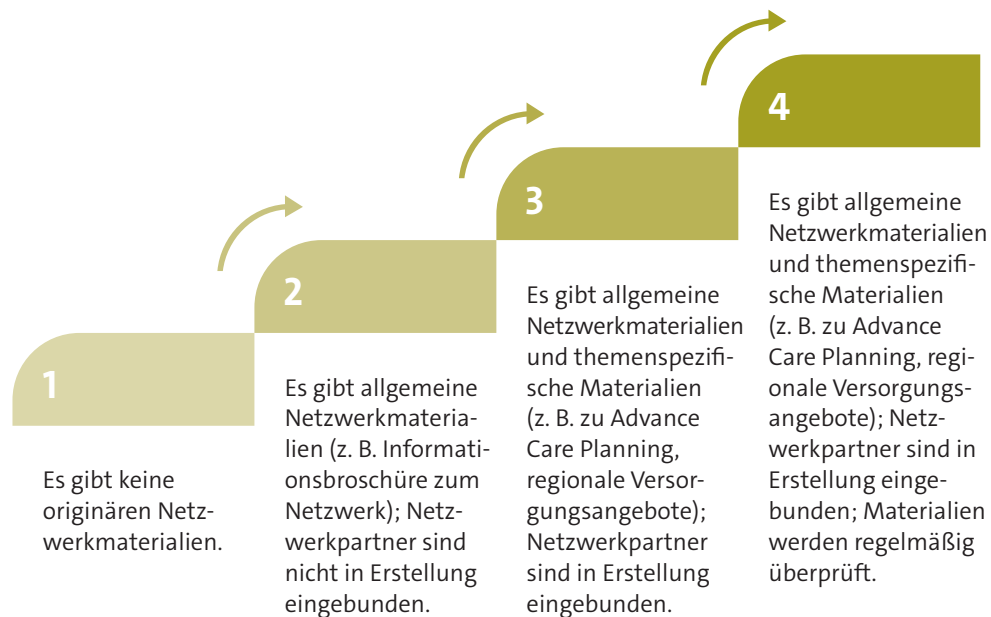 1
Es gibt keine
originären Netz-
werkmaterialien.
2
Es gibt allgemeine
Netzwerkmateria-
lien (z. B. Informati-
onsbroschüre zum
Netzwerk); Netz-
werkpartner sind
nicht in Erstellung
eingebunden.
3
Es gibt allgemeine
Netzwerkmaterialien
und themenspezifi-
sche Materialien
(z. B. zu Advance
Care Planning,
regionale Versor-
gungsangebote);
Netzwerkpartner
sind in Erstellung
eingebunden.
4
Es gibt allgemeine
Netzwerkmaterialien
und themenspezifi-
sche Materialien
(z. B. zu Advance
Care Planning, regi-
onale Versorgungs-
angebote); Netz-
werkpartner sind in
Erstellung einge-
bunden; Materialien
werden regelmäßig
überprüft.